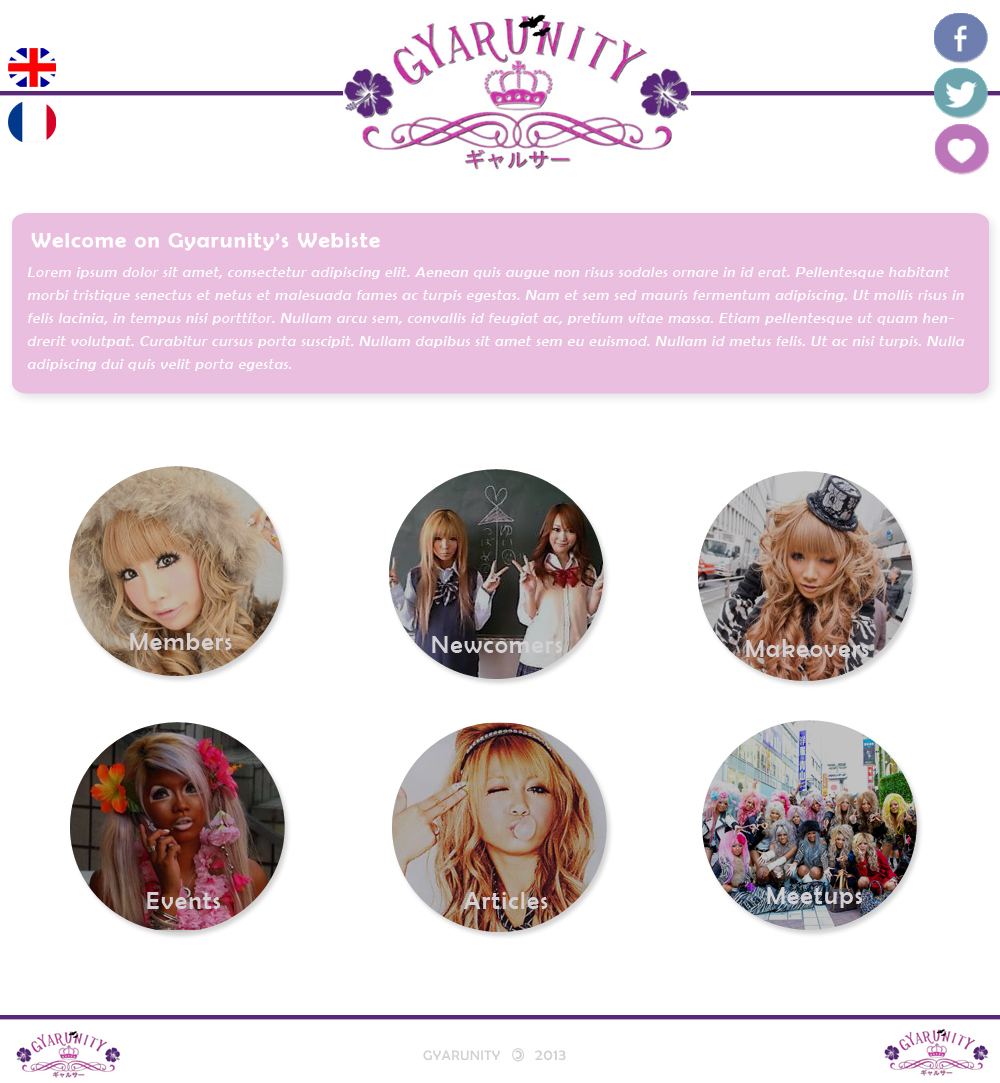 GYARUNITY
ギャルサー
Welcome on Gyarunity's Webiste
Lorem ipsum dolor sit amet, consectetur adipiscing elit. Aenean quis augue non risus sodales ornare in id erat. Pellentesque habitant
morbi tristique senectus et netus et malesuada fames ac turpis egestas. Nam et sem sed mauris fermentum adipiscing. Ut mollis risus in
felis lacinia, in tempus nisi porttitor. Nullam arcu sem, convallis id feugiat ac, pretium vitae massa. Etiam pellentesque ut quam hen-
drerit volutpat. Curabitur cursus porta suscipit. Nullam dapibus sit amet sem eu euismod. Nullam id metus felis. Ut ac nisi turpis. Nulla
adipiscing dui quis velit porta egestas.
Members
Newcomers
Makeovers
Events
Articles
Meetups
GYARUNITY
ギャルサー
GYARUNITY 2013
GYARUNITY
ギャルサー